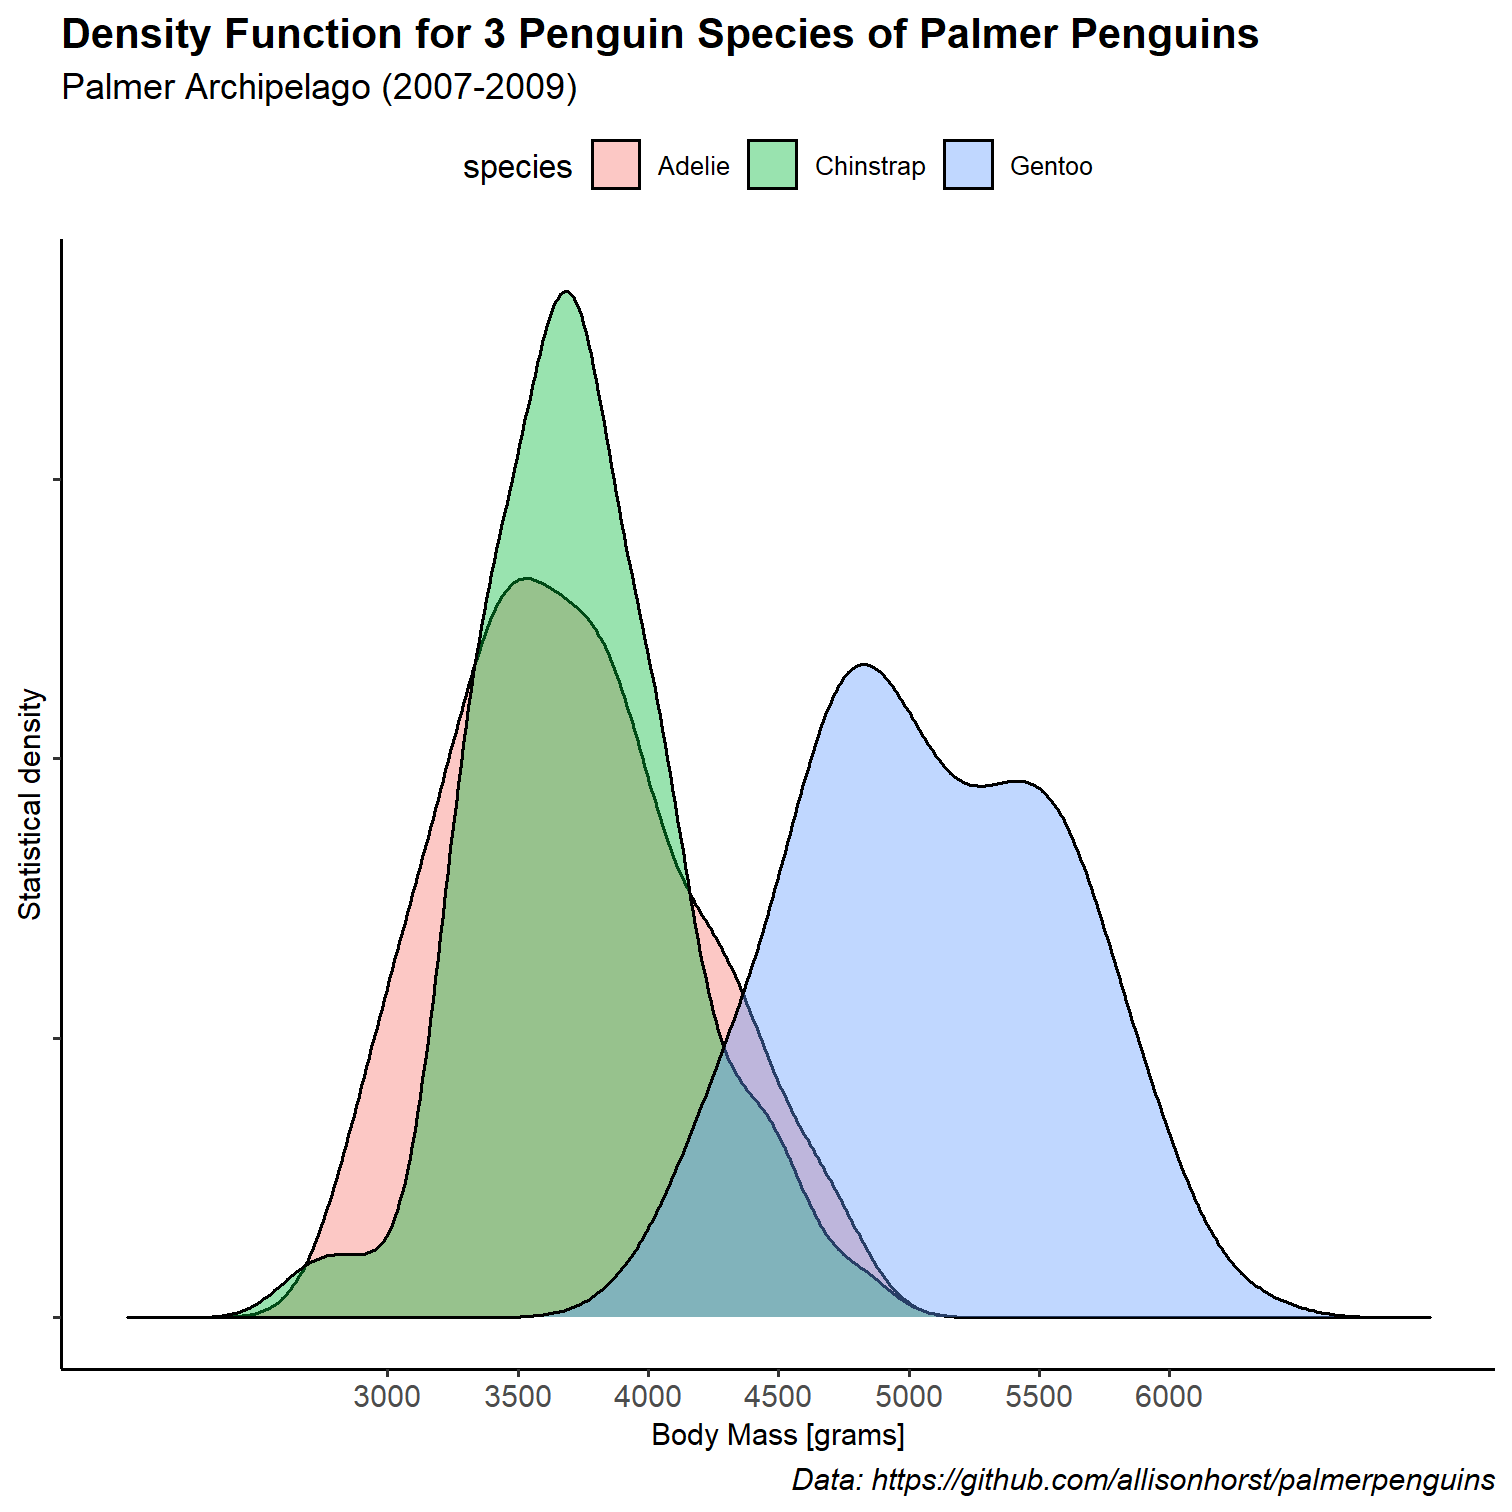 Density Function for 3 Penguin Species of Palmer Penguins
Palmer Archipelago (2007-2009)
species Adelie Chinstrap Gentoo
Statistical density
3000 3500 4000 4500 5000 5500 6000
Body Mass [grams]
Data: https://github.com/allisonhorst/palmerpenguins